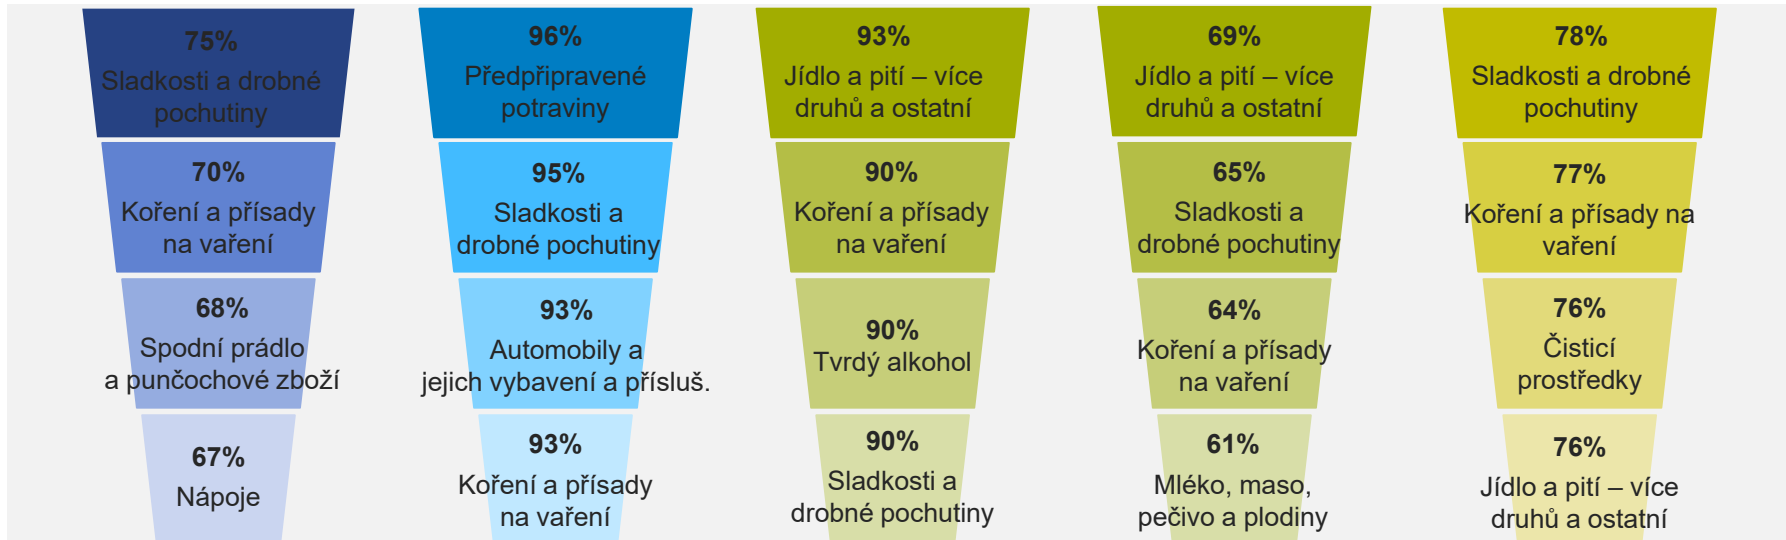 75%
Sladkosti a drobné
pochutiny
70%
Koření a přísady
na vaření
68%
Spodní prádlo
a punčochové zboží
67%
Nápoje
96%
Předpřipravené
potraviny
95%
Sladkosti a
drobné pochutiny
93%
Automobily a
jejich vybavení a přísluš.
93%
Koření a přísady
na vaření
93%
Jídlo a pití – více
druhů a ostatní
90%
Koření a přísady
na vaření
90%
Tvrdý alkohol
90%
Sladkosti a
drobné pochutiny
69%
Jídlo a pití – více
druhů a ostatní
65%
Sladkosti a
drobné pochutiny
64%
Koření a přísady
na vaření
61%
Mléko, maso,
pečivo a plodiny
78%
Sladkosti a drobné
pochutiny
77%
Koření a přísady na
vaření
76%
Čisticí
prostředky
76%
Jídlo a pití – více
druhů a ostatní